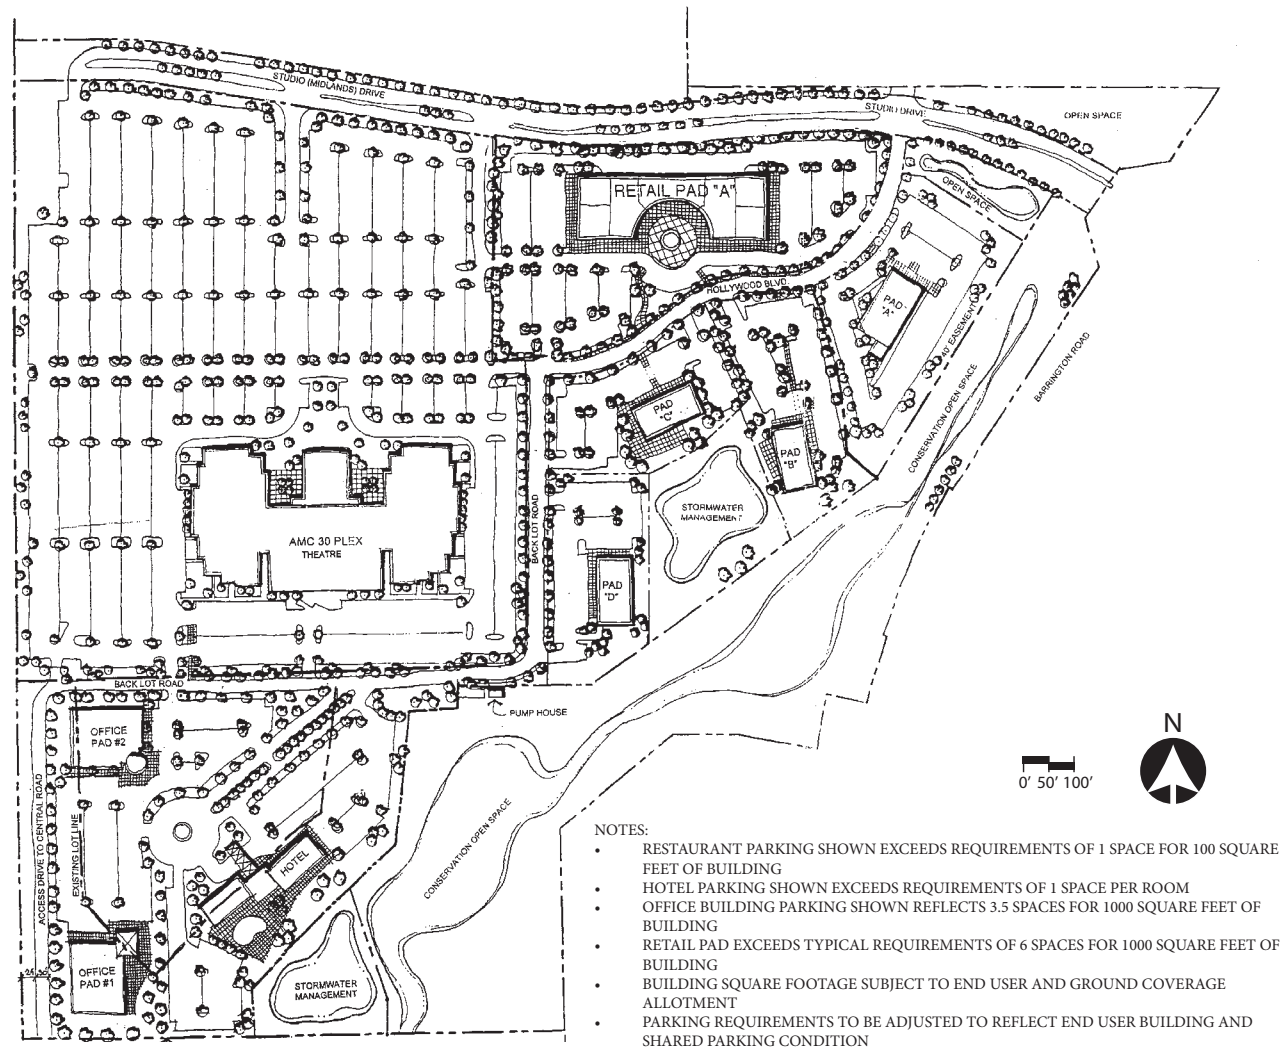 STUDIO (MIDLANDS) DRIVE
STUDIO DRIVE
OPEN SPACE
OPEN SPACE
RETAIL PAD "A"
HOLLYWOOD BLVD.
PAD
"A"
40' EASEMENT
BARRINGTON ROAD
CONSERVATION OPEN SPACE
PAD
"C"
PAD
"B"
STORMWATER
MANAGEMENT
AMC 30 PLEX
THEATRE
BACK LOT ROAD
PAD
"D"
BACK LOT ROAD
PUMP HOUSE
OFFICE
PAD #2
ACCESS DRIVE TO CENTRAL ROAD
EXISTING LOT LINE
HOTEL
CONSERVATION OPEN SPACE
OFFICE
PAD #1
STORMWATER
MANAGEMENT
N
0' 50' 100'
NOTES:
• RESTAURANT PARKING SHOWN EXCEEDS REQUIREMENTS OF 1 SPACE FOR 100 SQUARE
FEET OF BUILDING
• HOTEL PARKING SHOWN EXCEEDS REQUIREMENTS OF 1 SPACE PER ROOM
• OFFICE BUILDING PARKING SHOWN REFLECTS 3.5 SPACES FOR 1000 SQUARE FEET OF
BUILDING
• RETAIL PAD EXCEEDS TYPICAL REQUIREMENTS OF 6 SPACES FOR 1000 SQUARE FEET OF
BUILDING
• BUILDING SQUARE FOOTAGE SUBJECT TO END USER AND GROUND COVERAGE
ALLOTMENT
• PARKING REQUIREMENTS TO BE ADJUSTED TO REFLECT END USER BUILDING AND
SHARED PARKING CONDITION